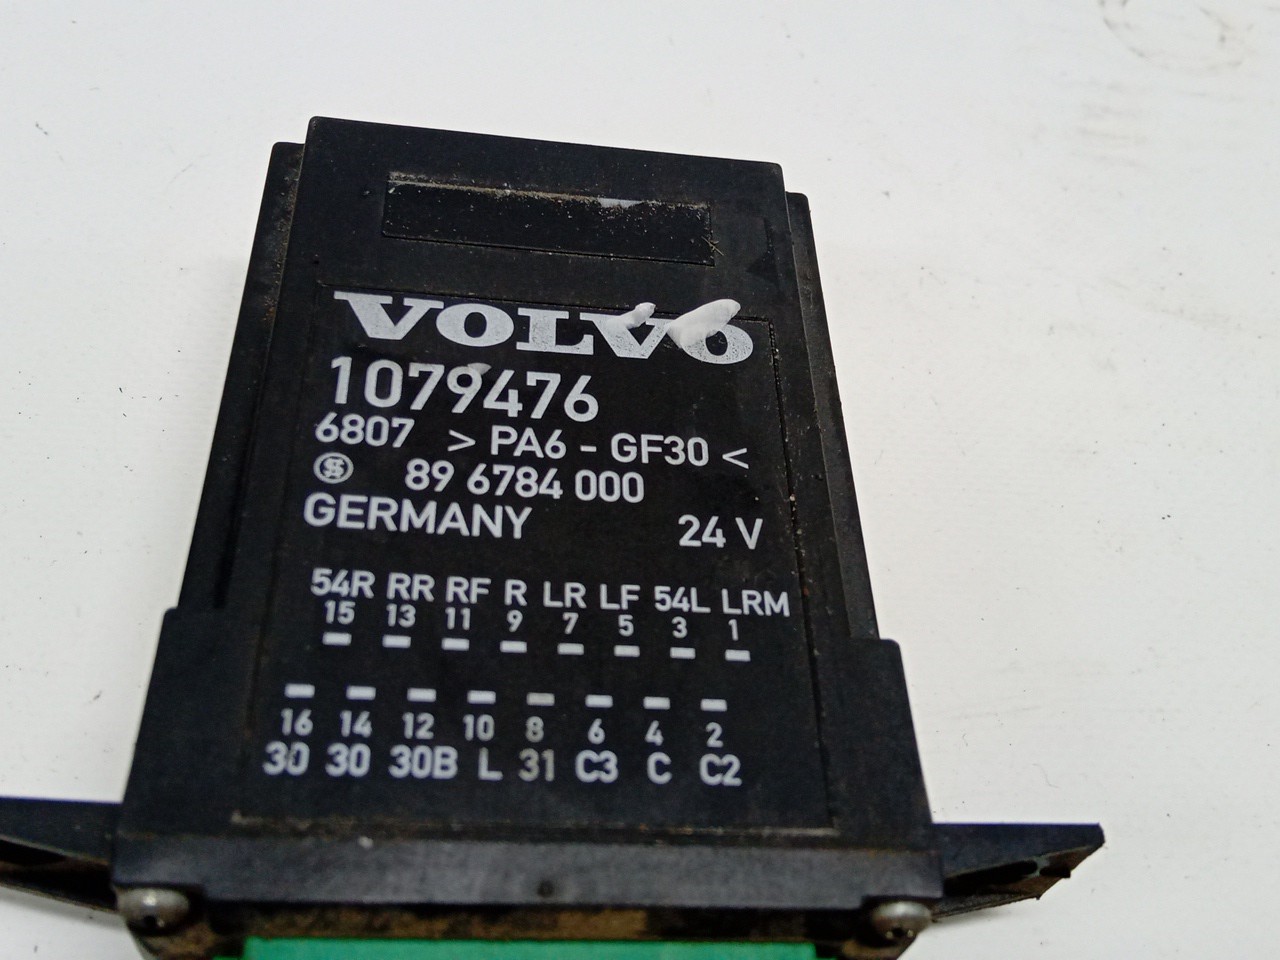 VOLVO
1079476
6807 > PA6 - GF30 <
89 6784 000
GERMANY 24 V
54R RR RF R LR LF 54L LRM
15 13 11 9 7 5 3 1
16 14 12 10 8 6 4 2
30 30 30B L 31 C3 C C2